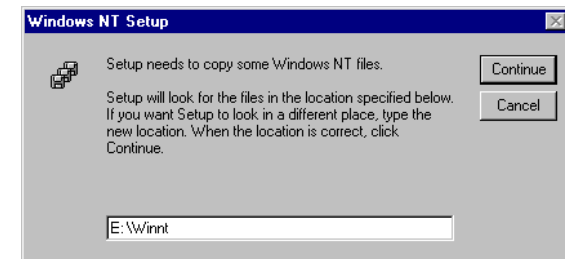 Windows NT Setup
Setup needs to copy some Windows NT files.
Continue
Setup will look for the files in the location specified below.
If you want Setup to look in a different place, type the
new location. When the location is correct, click
Continue.
Cancel
E:\Winnt